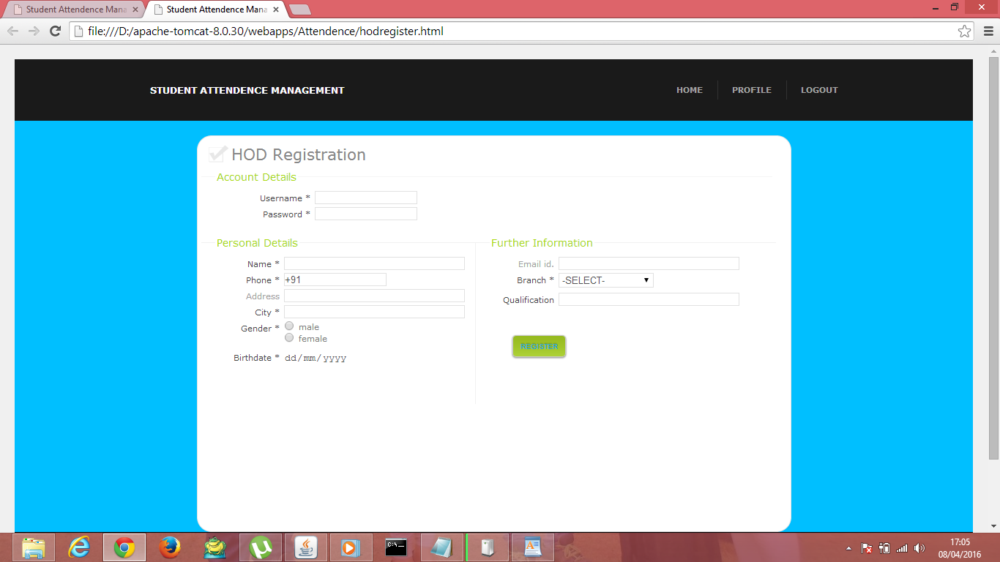 Student Attendence Mana
Student Attendence Mana
file:///D:/apache-tomcat-8.0.30/webapps/Attendence/hodregister.html
STUDENT ATTENDENCE MANAGEMENT
HOME PROFILE LOGOUT
HOD Registration
Account Details
Username *
Password *
Personal Details
Name *
Phone * +91
Address
City *
Gender * male
female
Birthdate * dd/mm/yyyy
Further Information
Email id.
Branch * -SELECT-
Qualification
REGISTER
C:\_
17:05
08/04/2016